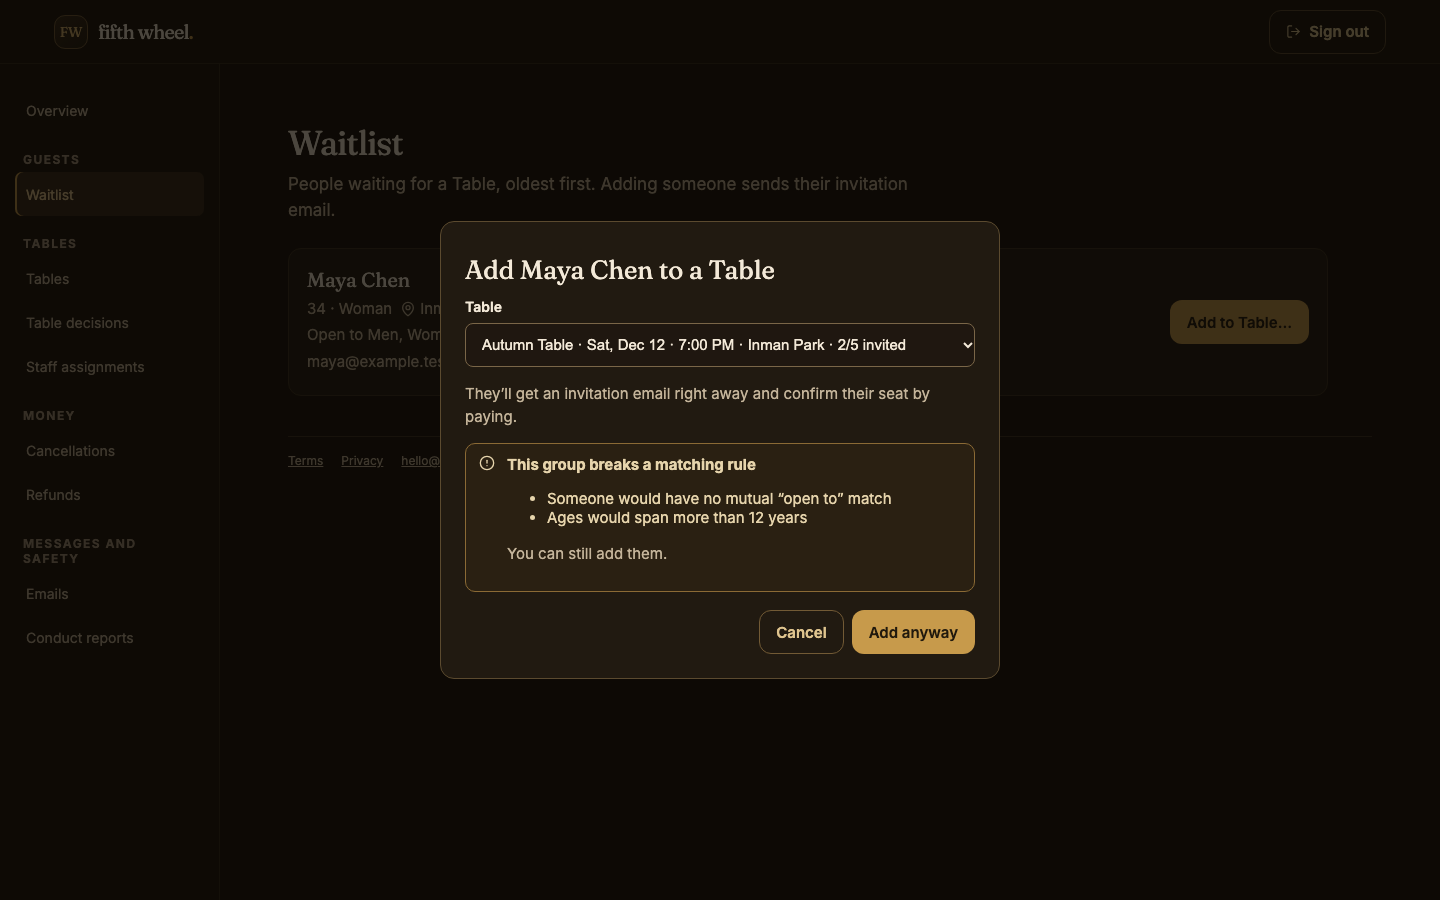 FW fifth wheel.
Sign out
Overview
GUESTS
Waitlist
TABLES
Tables
Table decisions
Staff assignments
MONEY
Cancellations
Refunds
MESSAGES AND
SAFETY
Emails
Conduct reports
Waitlist
People waiting for a Table, oldest first. Adding someone sends their invitation
email.
Maya Chen
34 · Woman
Open to Men,
maya@example.tes
Add to Table...
Terms Privacy hello@
Add Maya Chen to a Table
Table
Autumn Table · Sat, Dec 12 · 7:00 PM · Inman Park · 2/5 invited
They’ll get an invitation email right away and confirm their seat by
paying.
This group breaks a matching rule
• Someone would have no mutual “open to” match
• Ages would span more than 12 years
You can still add them.
Cancel
Add anyway